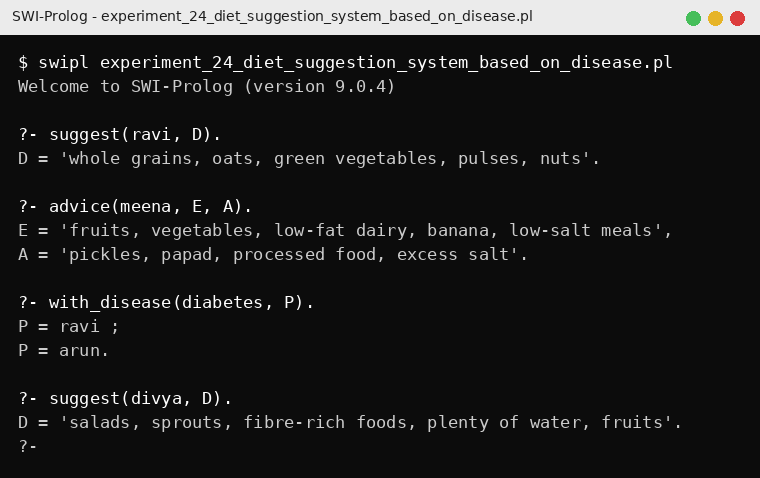 SWI-Prolog - experiment_24_diet_suggestion_system_based_on_disease.pl
$ swipl experiment_24_diet_suggestion_system_based_on_disease.pl
Welcome to SWI-Prolog (version 9.0.4)
?- suggest(ravi, D).
D = 'whole grains, oats, green vegetables, pulses, nuts'.
?- advice(meena, E, A).
E = 'fruits, vegetables, low-fat dairy, banana, low-salt meals',
A = 'pickles, papad, processed food, excess salt'.
?- with_disease(diabetes, P).
P = ravi ;
P = arun.
?- suggest(divya, D).
D = 'salads, sprouts, fibre-rich foods, plenty of water, fruits'.
?-